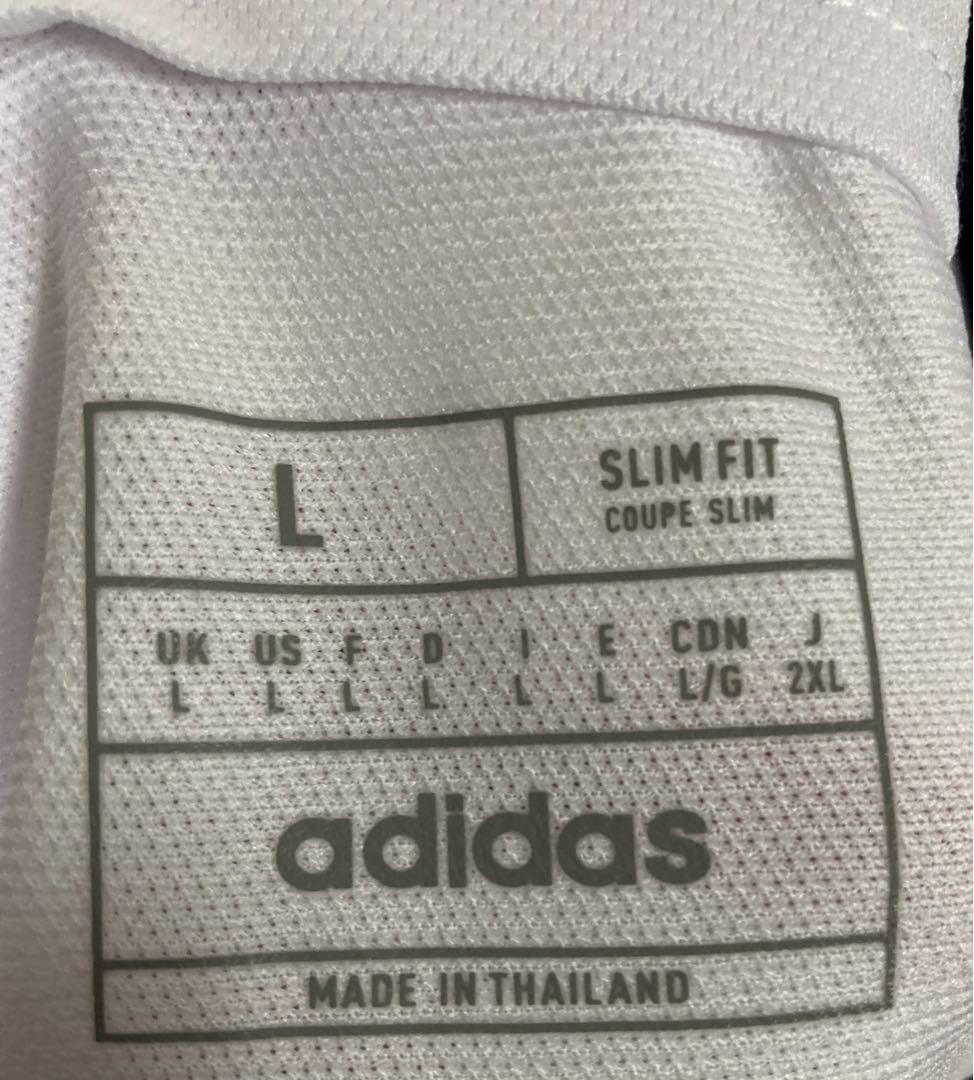 L
SLIM FIT
COUPE SLIM
UK US F D I E CDN J
L L L L L L L/G 2XL
adidas
MADE IN THAILAND